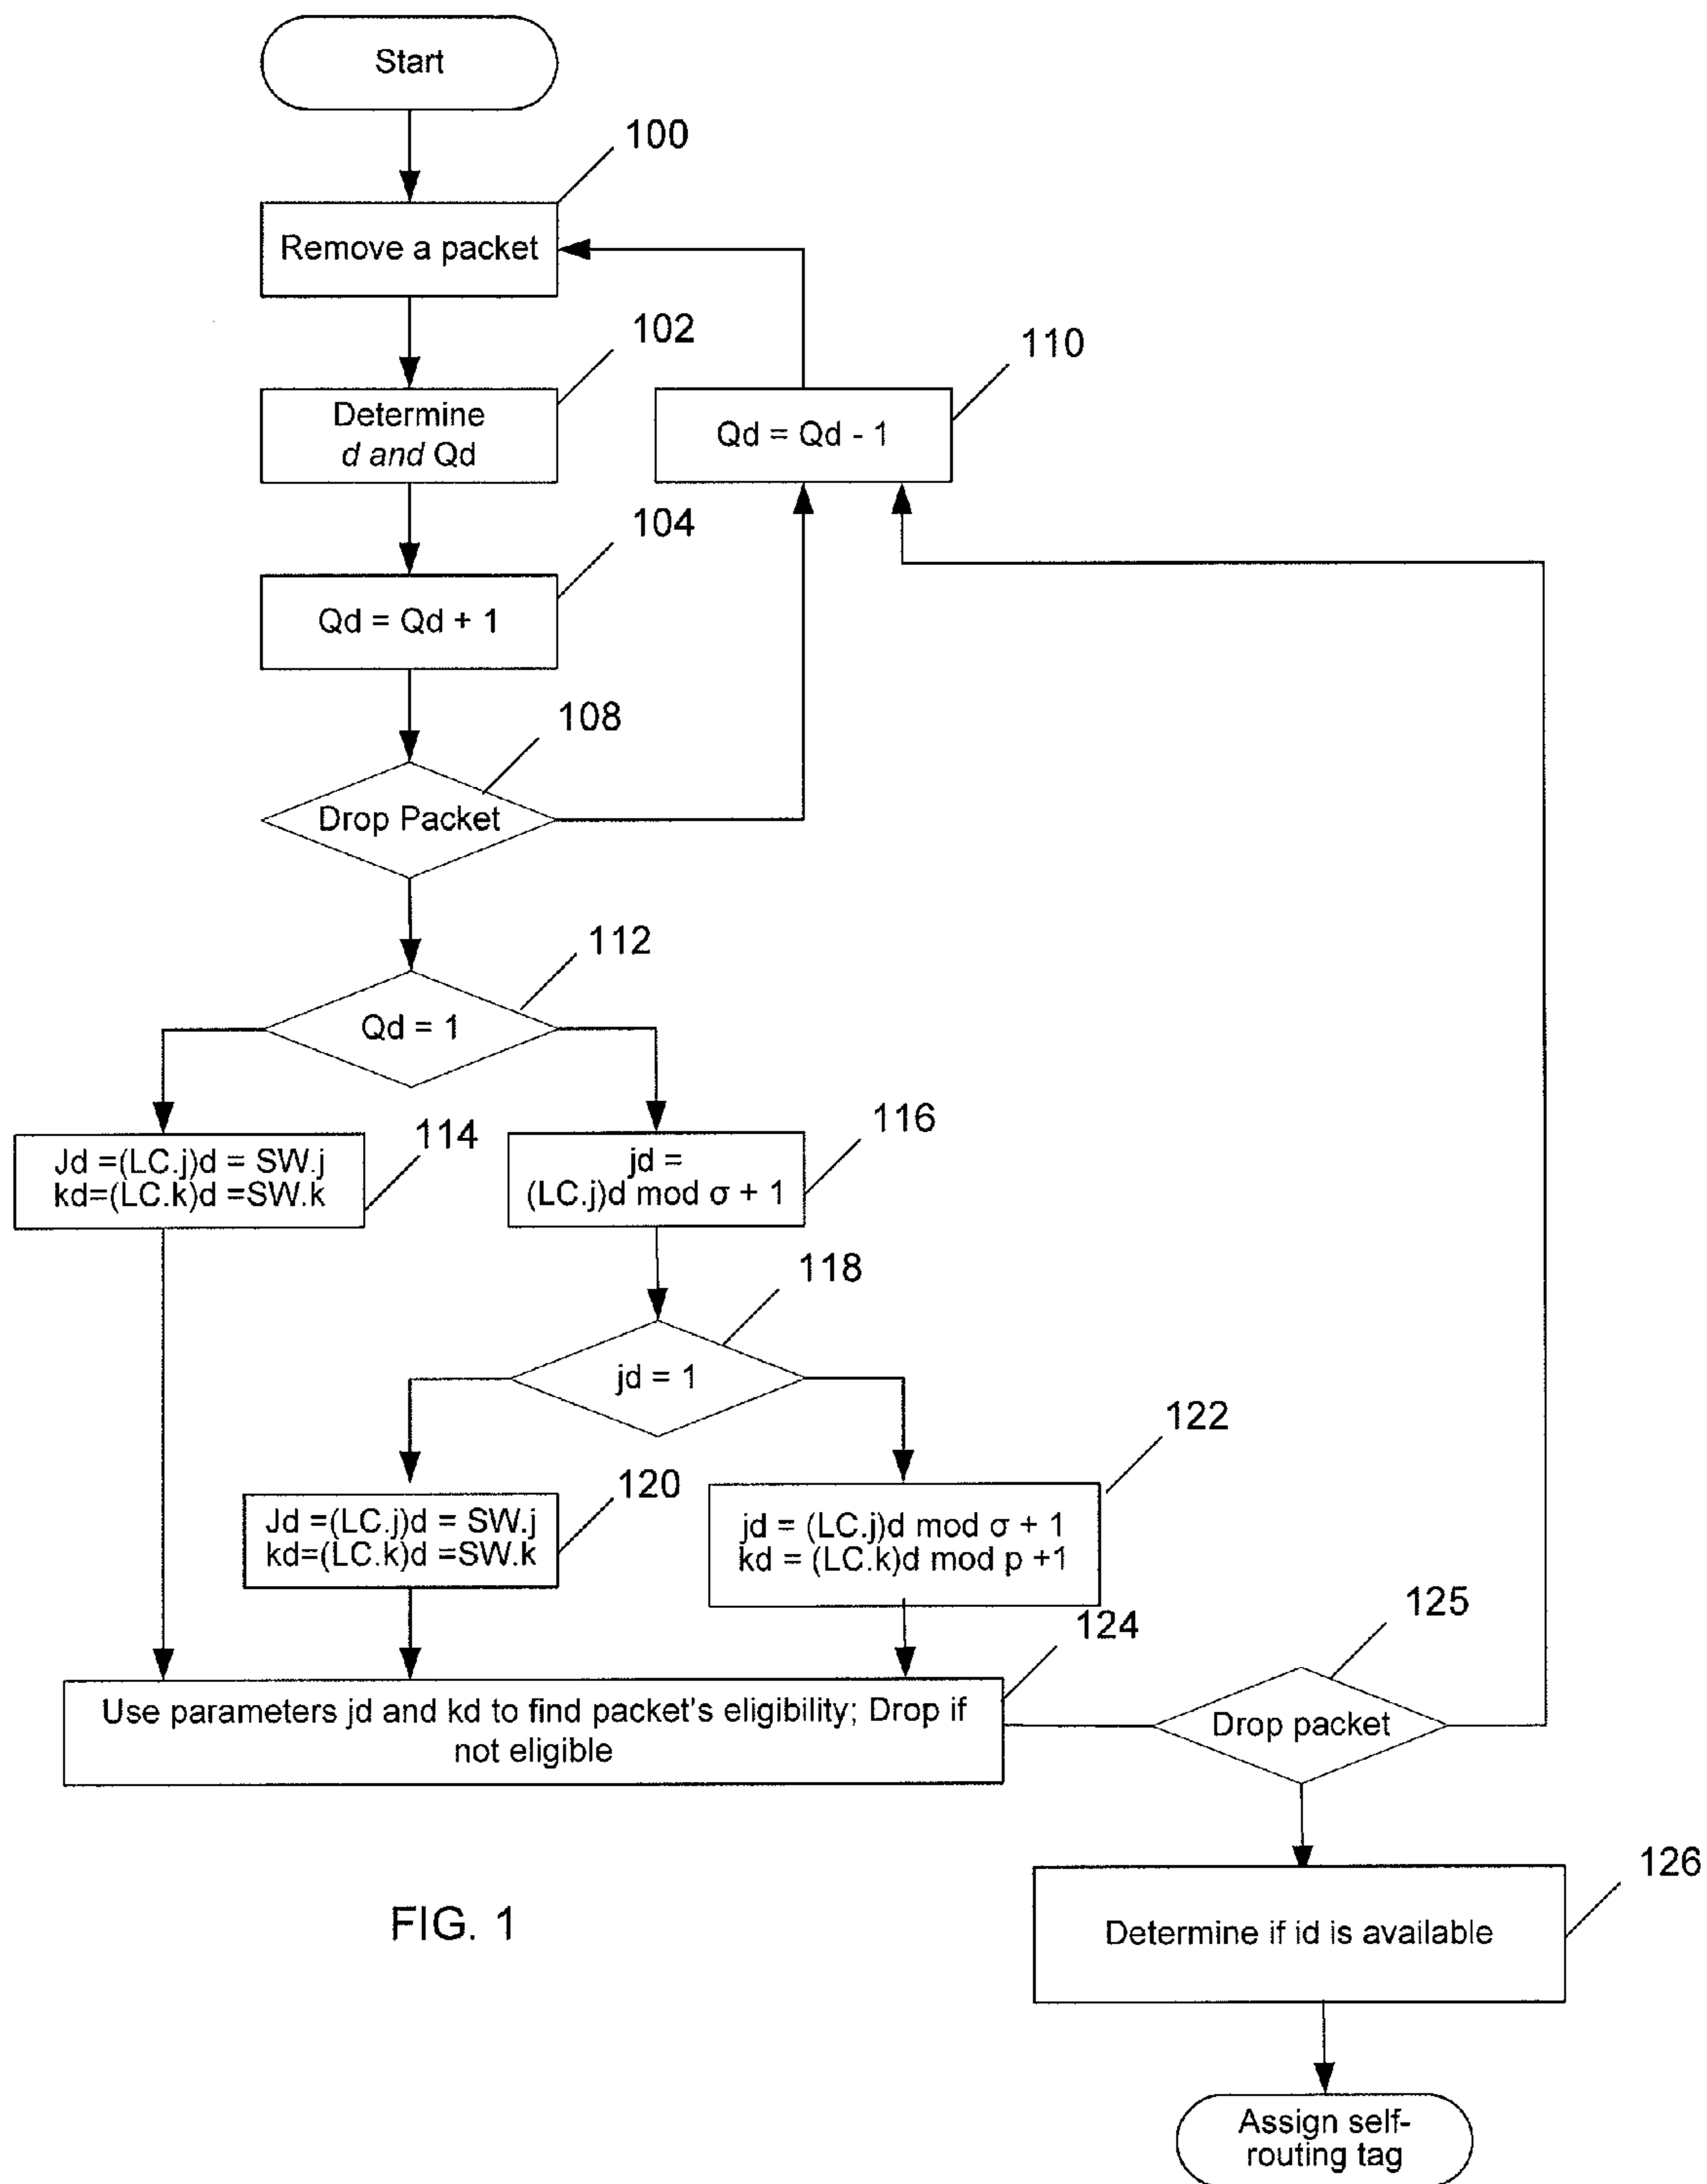 Start
100
Remove a packet
102
Determine
d and Qd
110
Qd = Qd - 1
104
Qd = Qd + 1
108
Drop Packet
112
Qd = 1
114
Jd =(LC.j)d = SW.j
kd=(LC.k)d =SW.k
116
jd =
(LC.j)d mod σ + 1
118
jd = 1
120
Jd =(LC.j)d = SW.j
kd=(LC.k)d =SW.k
122
jd = (LC.j)d mod σ + 1
kd = (LC.k)d mod p +1
124
Use parameters jd and kd to find packet's eligibility; Drop if
not eligible
125
Drop packet
126
Determine if id is available
FIG. 1
Assign self-
routing tag